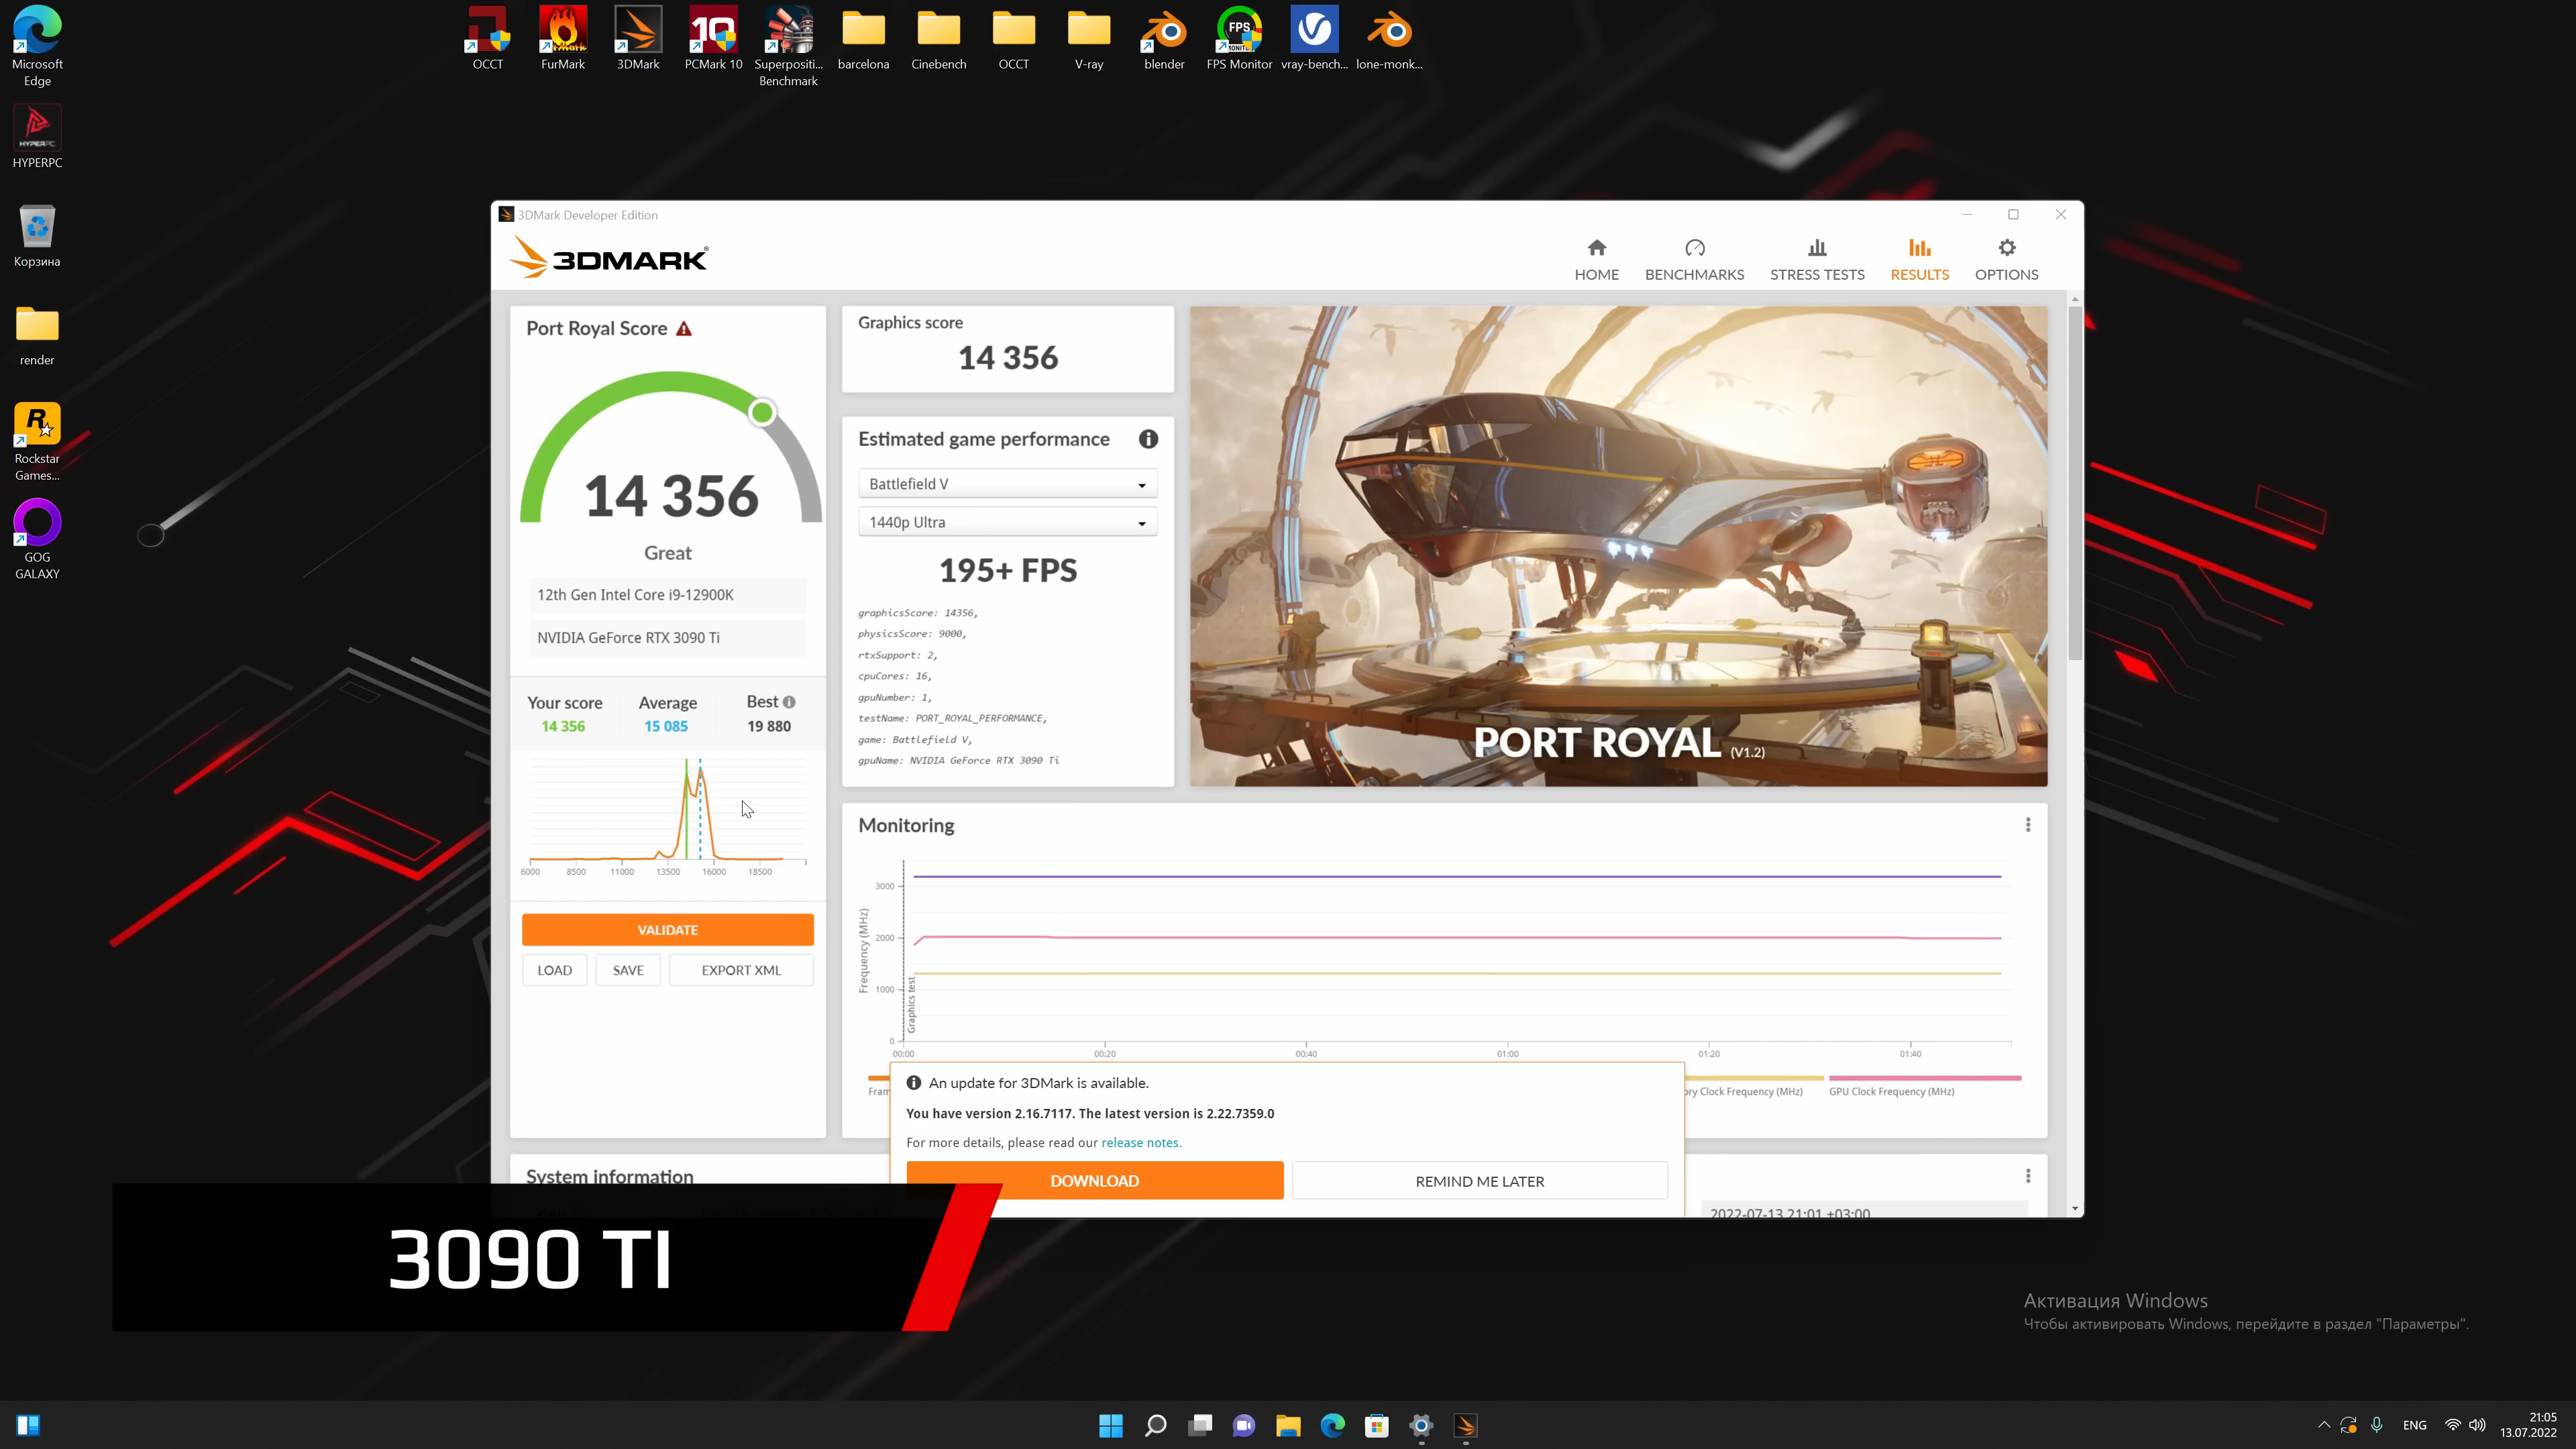 Microsoft
Edge
HYPERPC
HYPERPC
Корзина
render
Rockstar
Games...
GOG
GALAXY
OCCT
FurMark
3DMark
PCMark 10
Superpositi...
Benchmark
barcelona
Cinebench
OCCT
V-ray
blender
FPS Monitor
vray-bench...
lone-monk...
3DMark Developer Edition
3DMARK
HOME
BENCHMARKS
STRESS TESTS
RESULTS
OPTIONS
Port Royal Score
14 356
Great
12th Gen Intel Core i9-12900K
NVIDIA GeForce RTX 3090 Ti
Your score
Average
Best
14 356
15 085
19 880
6000 8500 11000 13500 16000 18500
VALIDATE
LOAD
SAVE
EXPORT XML
Graphics score
14 356
Estimated game performance
Battlefield V
1440p Ultra
195+ FPS
graphicsScore: 14356,
physicsScore: 9000,
rtxSupport: 2,
cpuCores: 16,
gpuNumber: 1,
testName: PORT_ROYAL_PERFORMANCE,
game: Battlefield V,
gpuName: NVIDIA GeForce RTX 3090 Ti
PORT ROYAL (V1.2)
Monitoring
Frequency (MHz)
3000
2000
1000
0
Graphics test
00:00 00:20 00:40 01:00 01:20 01:40
Fram
ory Clock Frequency (MHz)
GPU Clock Frequency (MHz)
An update for 3DMark is available.
You have version 2.16.7117. The latest version is 2.22.7359.0
For more details, please read our release notes.
DOWNLOAD
REMIND ME LATER
System information
2022-07-13 21:01 +03:00
3090 TI
Активация Windows
Чтобы активировать Windows, перейдите в раздел "Параметры".
ENG
21:05
13.07.2022